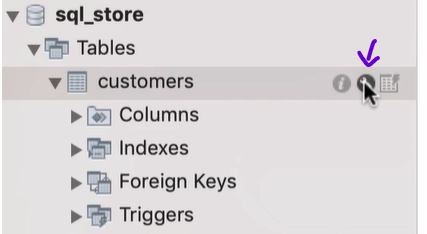 sql_store
Tables
customers
Columns
Indexes
Foreign Keys
Triggers